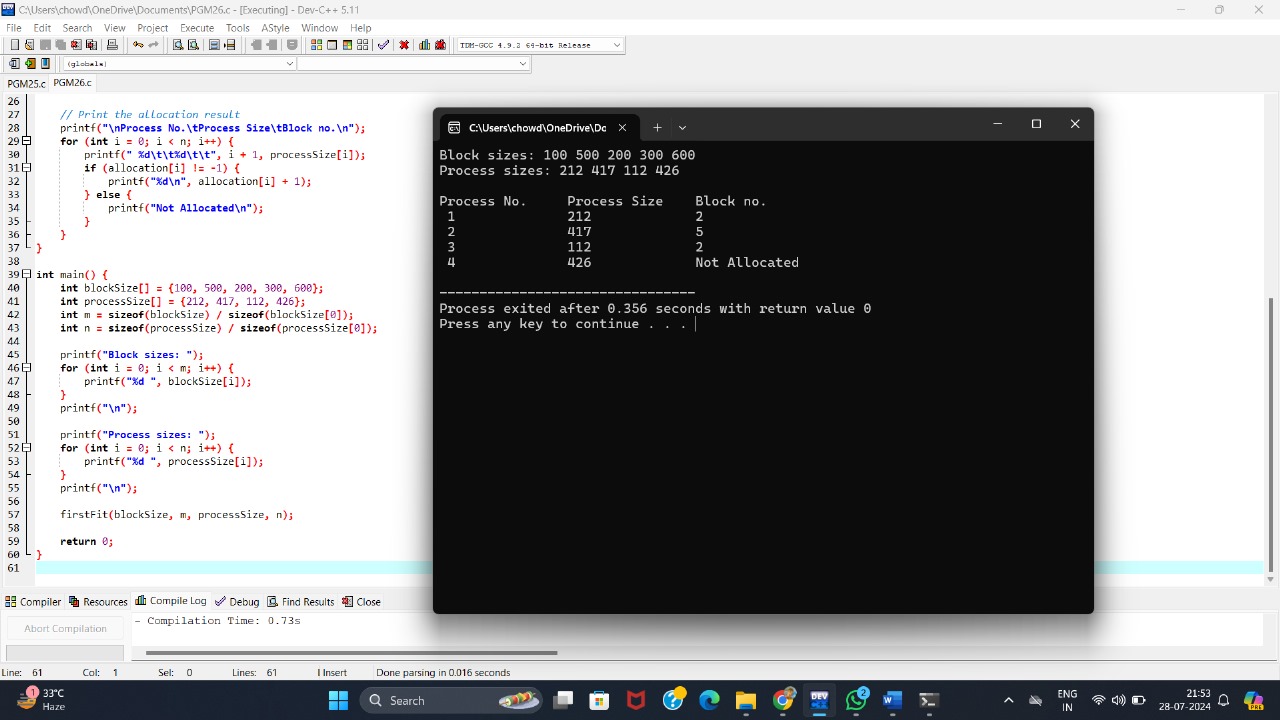 C:\Users\chowd\OneDrive\Documents\PGM26.c - [Executing] - Dev-C++ 5.11
File Edit Search View Project Execute Tools AStyle Window Help
TDM-GCC 4.9.2 64-bit Release
(globals)
PGM25.c PGM26.c
26
27 // Print the allocation result
28 printf("\nProcess No.\tProcess Size\tBlock no.\n");
29 for (int i = 0; i < n; i++) {
30 printf(" %d\t\t%d\t\t", i + 1, processSize[i]);
31 if (allocation[i] != -1) {
32 printf("%d\n", allocation[i] + 1);
33 } else {
34 printf("Not Allocated\n");
35 }
36 }
37 }
38
39 int main() {
40 int blockSize[] = {100, 500, 200, 300, 600};
41 int processSize[] = {212, 417, 112, 426};
42 int m = sizeof(blockSize) / sizeof(blockSize[0]);
43 int n = sizeof(processSize) / sizeof(processSize[0]);
44
45 printf("Block sizes: ");
46 for (int i = 0; i < m; i++) {
47 printf("%d ", blockSize[i]);
48 }
49 printf("\n");
50
51 printf("Process sizes: ");
52 for (int i = 0; i < n; i++) {
53 printf("%d ", processSize[i]);
54 }
55 printf("\n");
56
57 firstFit(blockSize, m, processSize, n);
58
59 return 0;
60 }
61
C:\Users\chowd\OneDrive\Do
Block sizes: 100 500 200 300 600
Process sizes: 212 417 112 426
Process No. Process Size Block no.
1 212 2
2 417 5
3 112 2
4 426 Not Allocated
--------------------------------
Process exited after 0.356 seconds with return value 0
Press any key to continue . . .
Compiler Resources Compile Log Debug Find Results Close
Abort Compilation
- Compilation Time: 0.73s
Line: 61 Col: 1 Sel: 0 Lines: 61 Insert Done parsing in 0.016 seconds
1
33°C
Haze
Search
DEV
C++
2
W
ENG
IN
21:53
28-07-2024
PRE